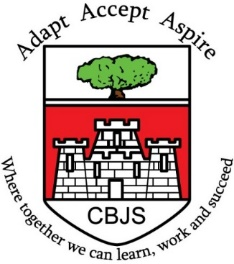 Adapt Accept Aspire
CBJS
Where together we can learn, work and succeed